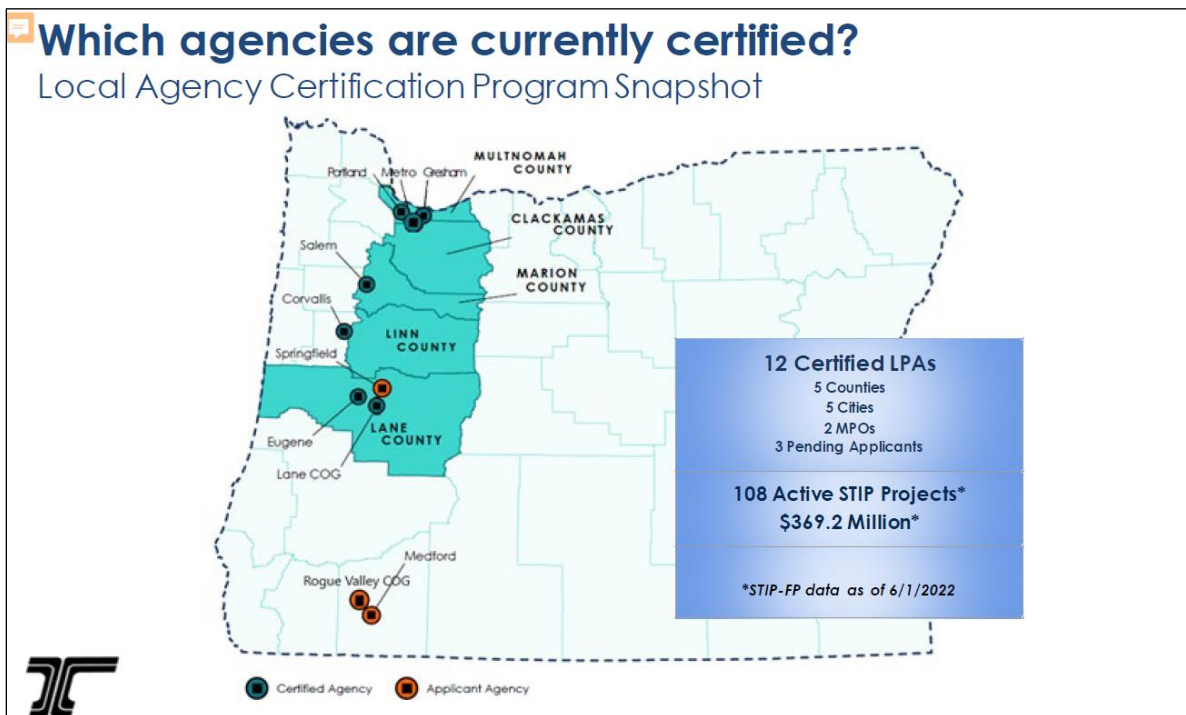 Which agencies are currently certified?
Local Agency Certification Program Snapshot
MULTNOMAH
COUNTY
Portland
Metro
Gresham
CLACKAMAS
COUNTY
Salem
MARION
COUNTY
Corvallis
LINN
COUNTY
Springfield
12 Certified LPAs
5 Counties
5 Cities
2 MPOs
3 Pending Applicants
LANE
COUNTY
Eugene
Lane COG
108 Active STIP Projects*
$369.2 Million*
Medford
Rogue Valley COG
*STIP-FP data as of 6/1/2022
Certified Agency
Applicant Agency